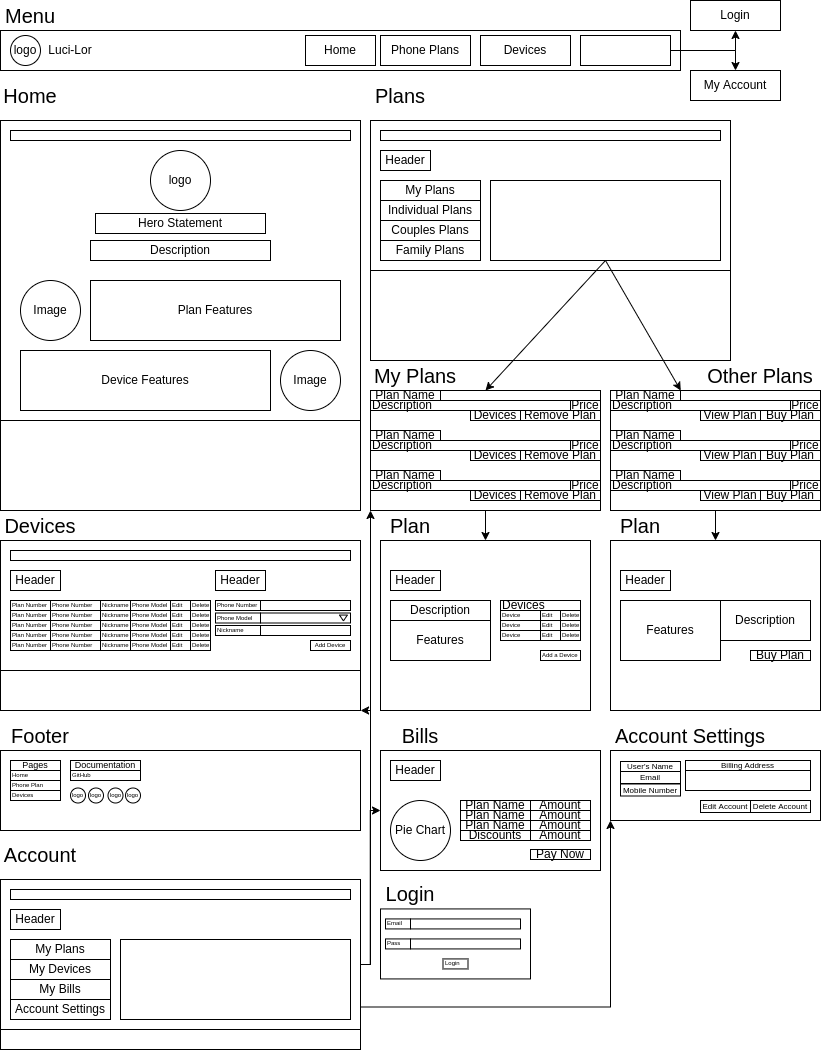 Menu
Login
logo Luci-Lor Home Phone Plans Devices
My Account
Home
logo
Hero Statement
Description
Image Plan Features
Device Features Image
Plans
Header
My Plans
Individual Plans
Couples Plans
Family Plans
My Plans
Plan Name
Description Price
Devices Remove Plan
Plan Name
Description Price
Devices Remove Plan
Plan Name
Description Price
Devices Remove Plan
Other Plans
Plan Name
Description Price
View Plan Buy Plan
Plan Name
Description Price
View Plan Buy Plan
Plan Name
Description Price
View Plan Buy Plan
Devices
Header Header
Plan Number Phone Number Nickname Phone Model Edit Delete
Plan Number Phone Number Nickname Phone Model Edit Delete
Plan Number Phone Number Nickname Phone Model Edit Delete
Plan Number Phone Number Nickname Phone Model Edit Delete
Plan Number Phone Number Nickname Phone Model Edit Delete
Phone Number
Phone Model
Nickname
Add Device
Plan
Header
Description
Features
Devices
Device Edit Delete
Device Edit Delete
Device Edit Delete
Add a Device
Plan
Header
Features Description
Buy Plan
Footer
Pages
Home
Phone Plan
Devices
Documentation
GitHub
logo logo logo logo
Bills
Header
Pie Chart
Plan Name Amount
Plan Name Amount
Plan Name Amount
Discounts Amount
Pay Now
Account Settings
User's Name
Email
Mobile Number
Billing Address
Edit Account Delete Account
Account
Header
My Plans
My Devices
My Bills
Account Settings
Login
Email
Pass
Login